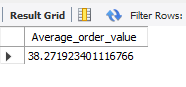 Result Grid Filter Rows:
Average_order_value
38.271923401116766